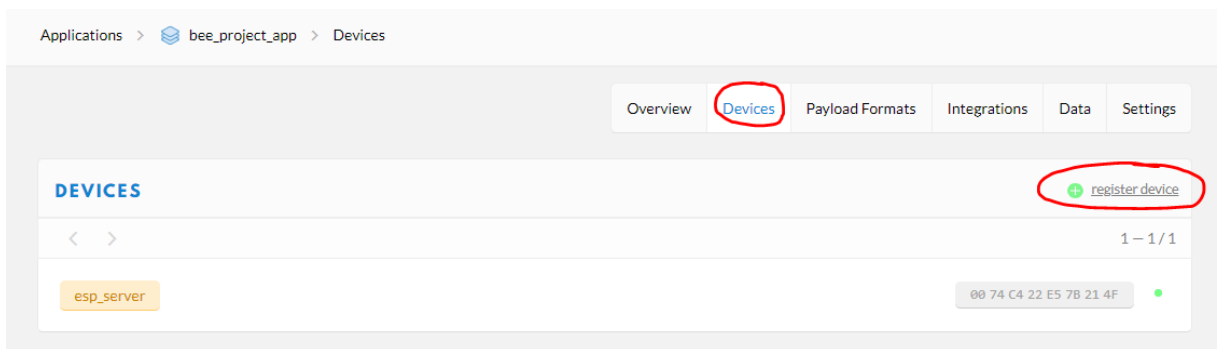 Applications > bee_project_app > Devices
Overview Devices Payload Formats Integrations Data Settings
DEVICES register device
< > 1 — 1 / 1
esp_server 00 74 C4 22 E5 7B 21 4F